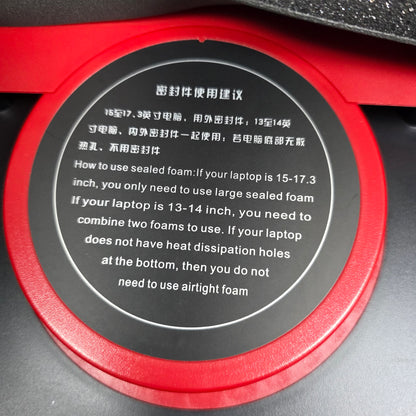 密封件使用建议
15至17.3英寸电脑，用外密封件；13至14英
寸电脑，内外密封件一起使用；若电脑底部无散
热孔，不用密封件
How to use sealed foam:If your laptop is 15-17.3
inch, you only need to use large sealed foam
If your laptop is 13-14 inch, you need to
combine two foams to use. If your laptop
does not have heat dissipation holes
at the bottom, then you do not
need to use airtight foam